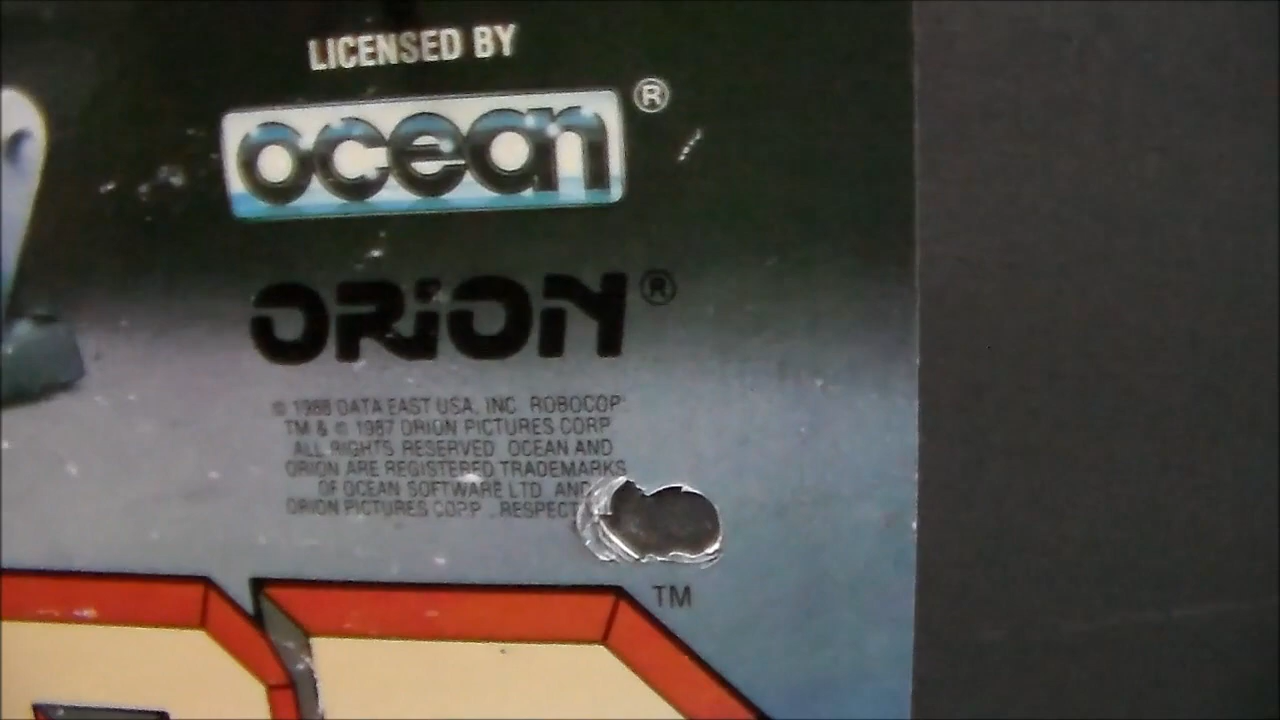 LICENSED BY
ocean ®
ORION ®
© 1988 DATA EAST USA, INC. ROBOCOP
TM & © 1987 ORION PICTURES CORP.
ALL RIGHTS RESERVED OCEAN AND
ORION ARE REGISTERED TRADEMARKS
OF OCEAN SOFTWARE LTD AND
ORION PICTURES CORP. RESPECT
TM